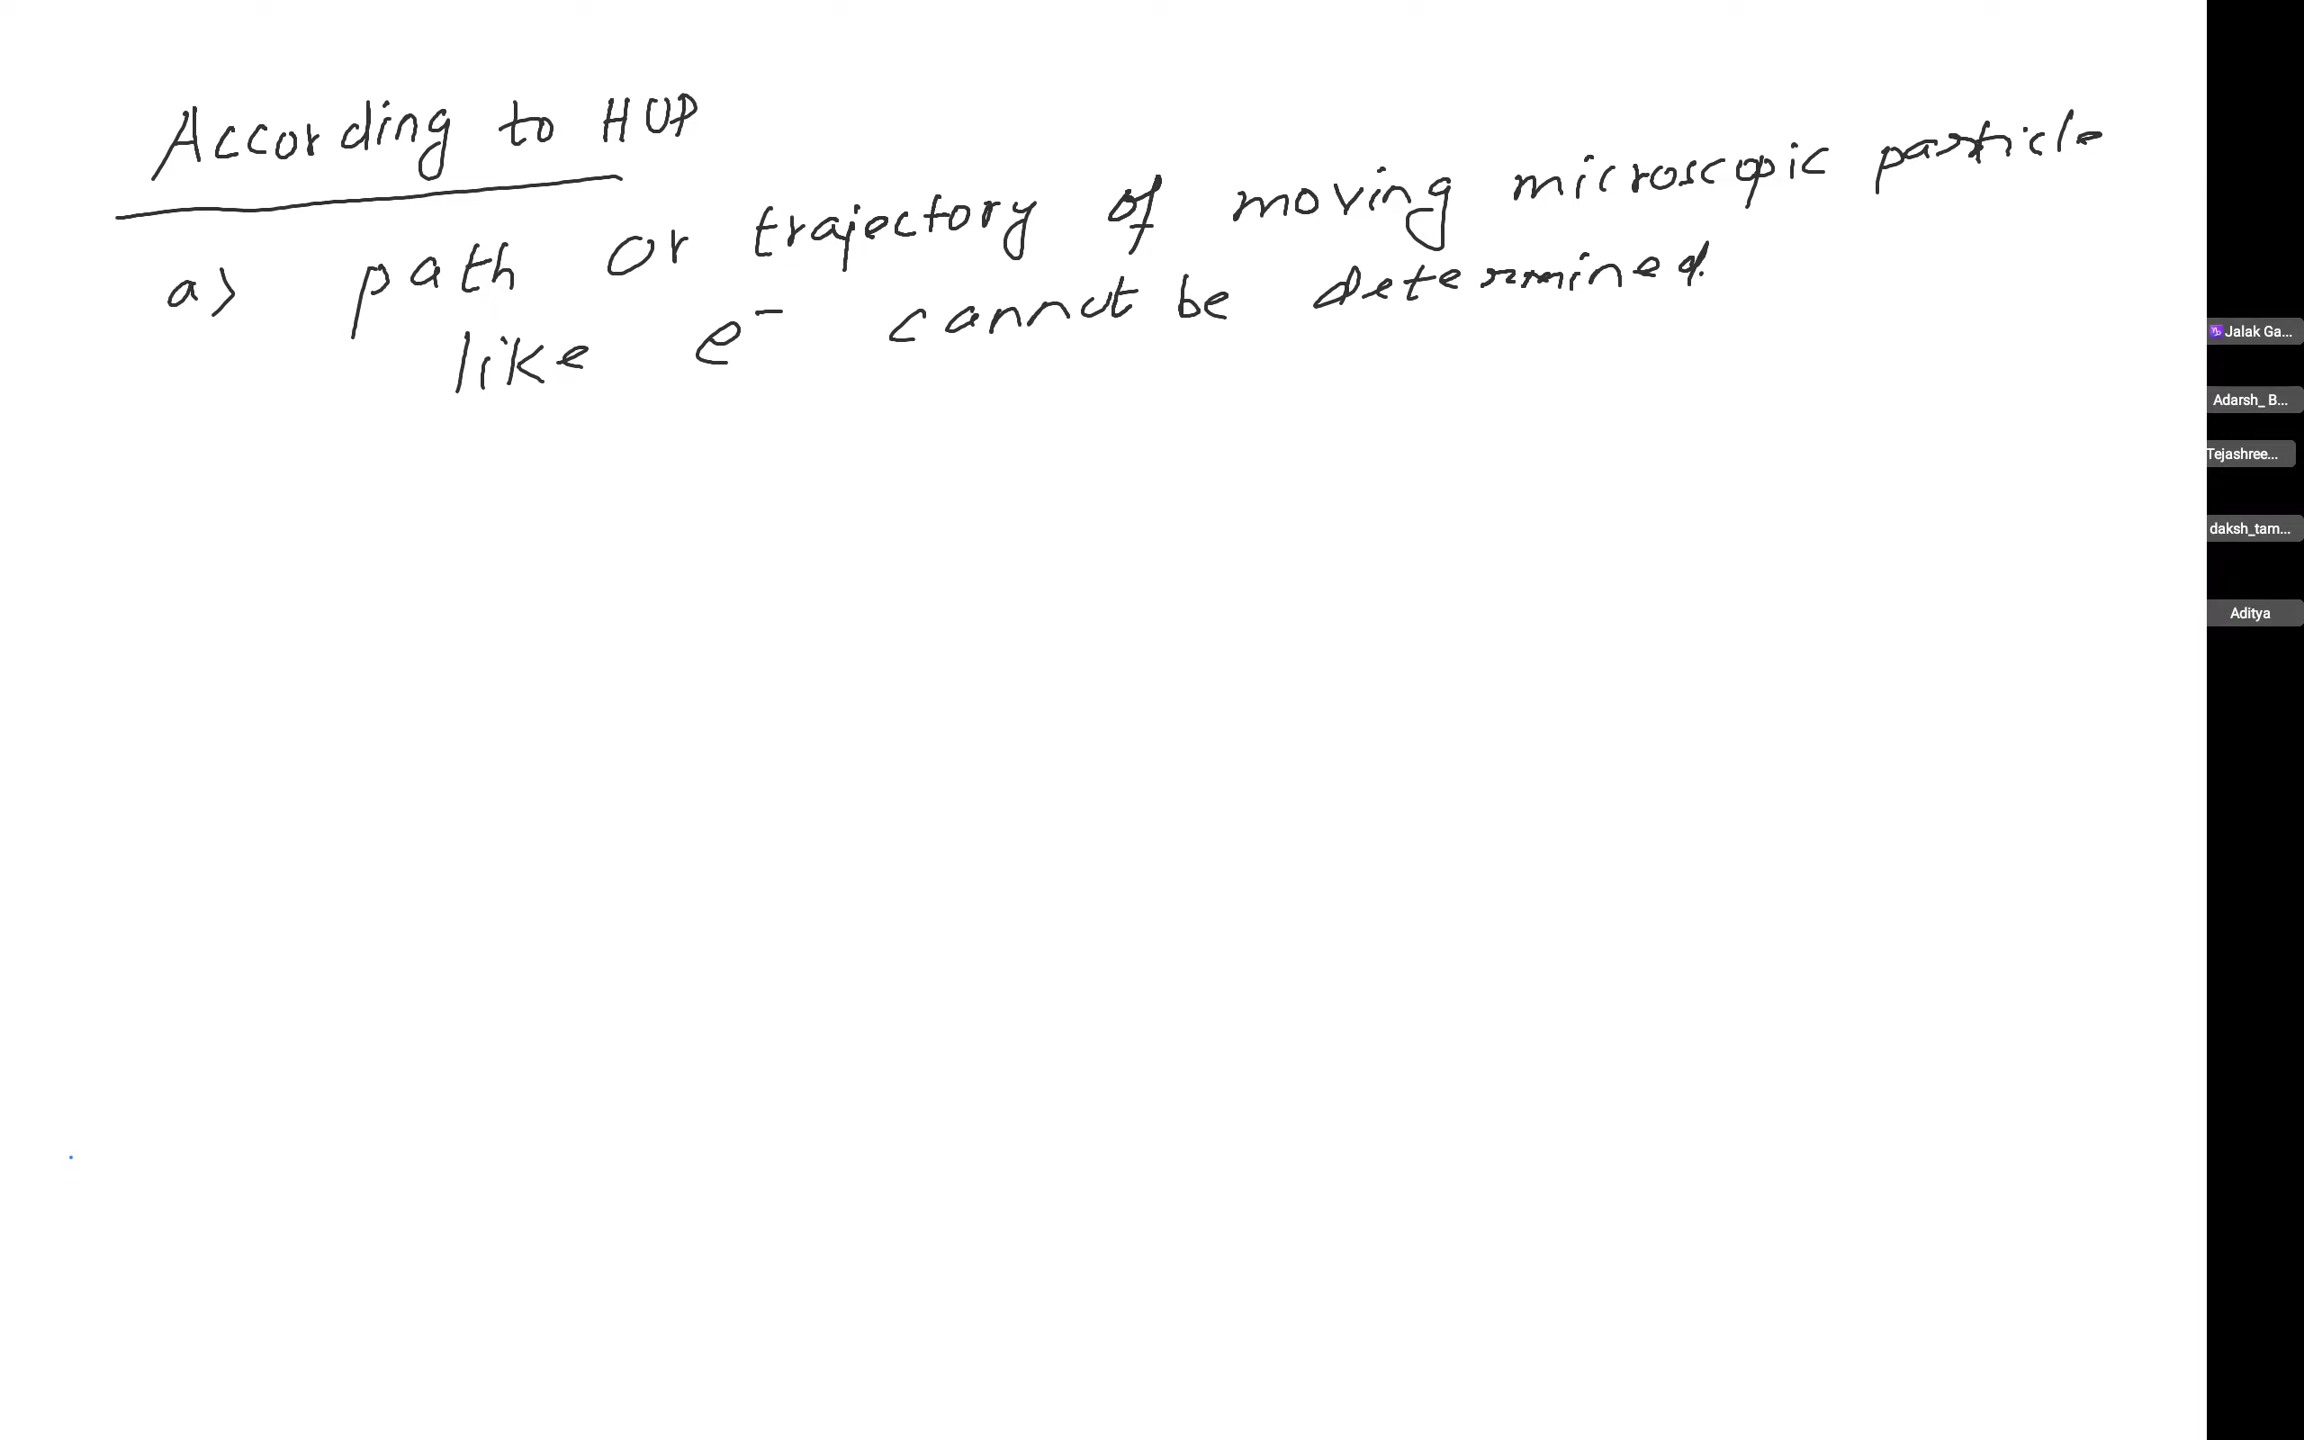 According to HUP
a) path or trajectory of moving microscopic particle
like e⁻ cannot be determined.
Jalak Ga...
Adarsh_ B...
Tejashree...
daksh_tam...
Aditya